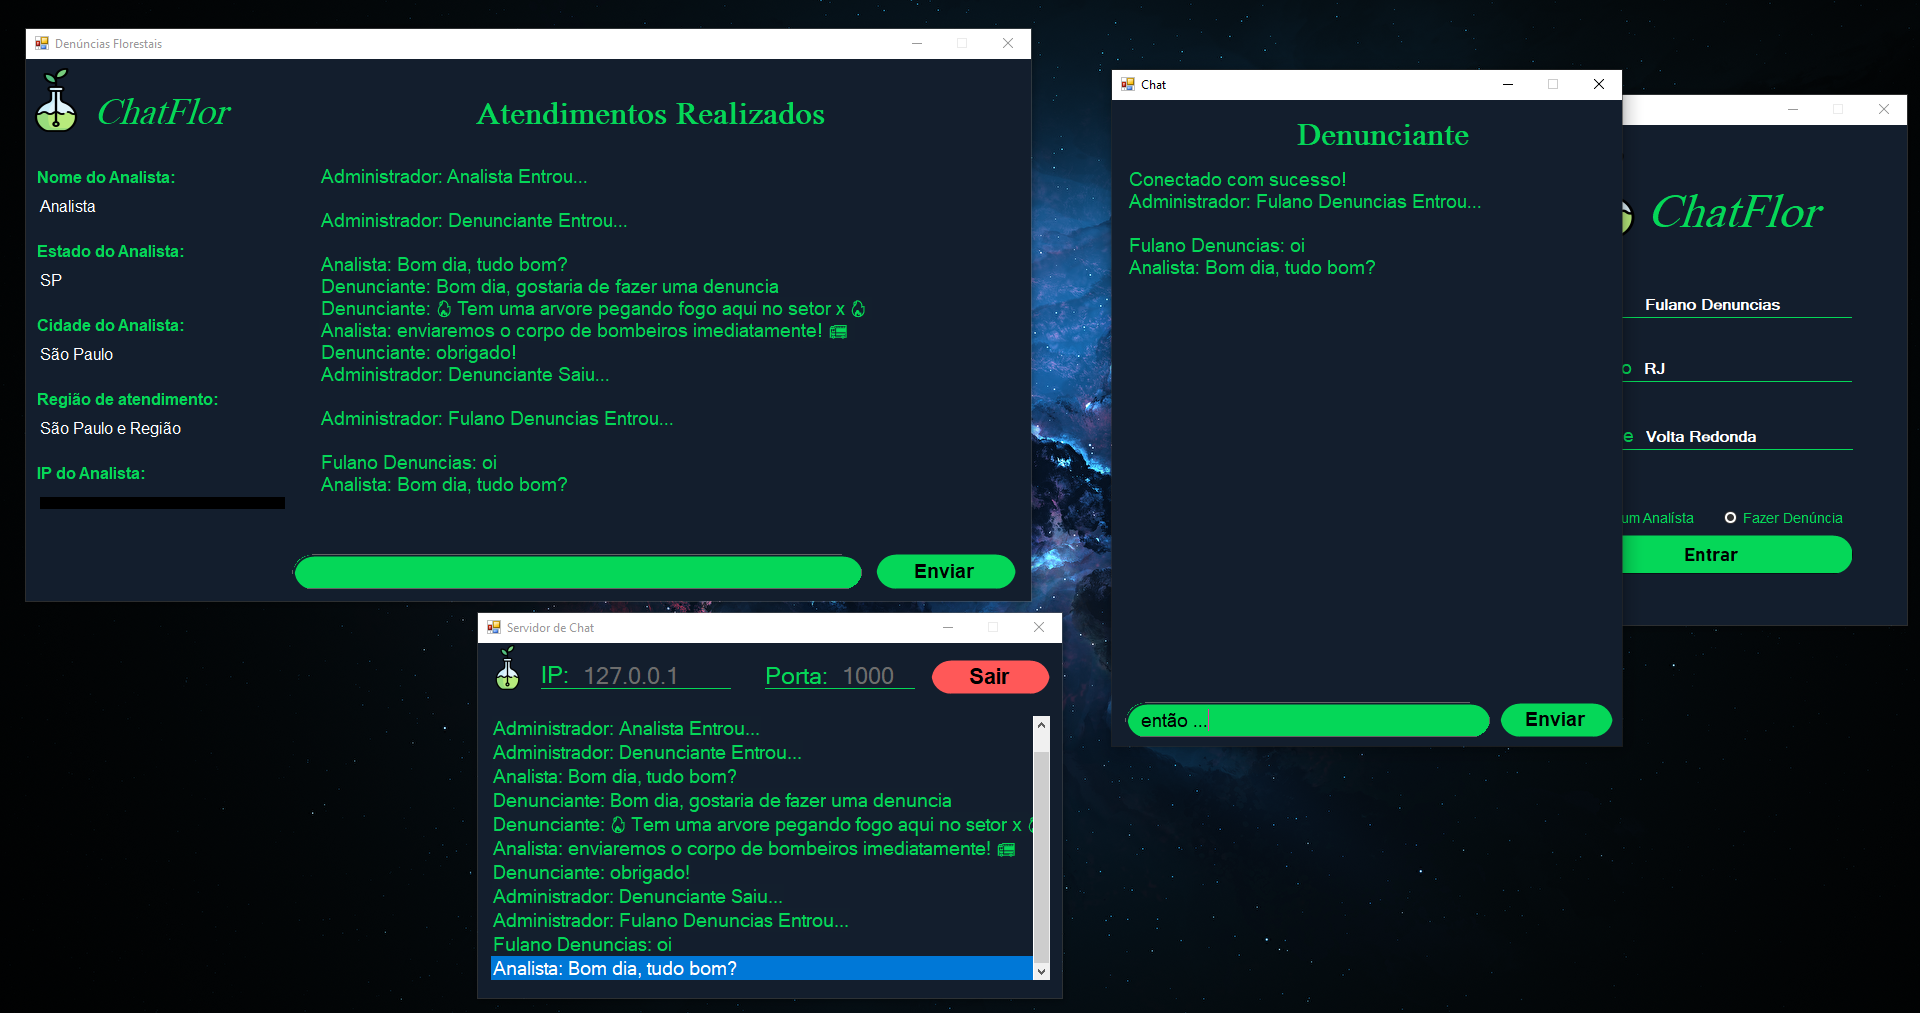 Denúncias Florestais
ChatFlor
Atendimentos Realizados
Nome do Analista:
Analista
Estado do Analista:
SP
Cidade do Analista:
São Paulo
Região de atendimento:
São Paulo e Região
IP do Analista:
Administrador: Analista Entrou...
Administrador: Denunciante Entrou...
Analista: Bom dia, tudo bom?
Denunciante: Bom dia, gostaria de fazer uma denuncia
Denunciante: 🔥 Tem uma arvore pegando fogo aqui no setor x 🔥
Analista: enviaremos o corpo de bombeiros imediatamente! 🚒
Denunciante: obrigado!
Administrador: Denunciante Saiu...
Administrador: Fulano Denuncias Entrou...
Fulano Denuncias: oi
Analista: Bom dia, tudo bom?
Enviar
Chat
Denunciante
Conectado com sucesso!
Administrador: Fulano Denuncias Entrou...
Fulano Denuncias: oi
Analista: Bom dia, tudo bom?
então ...
Enviar
ChatFlor
Fulano Denuncias
o RJ
e Volta Redonda
um Analísta
Fazer Denúncia
Entrar
Servidor de Chat
IP: 127.0.0.1
Porta: 1000
Sair
Administrador: Analista Entrou...
Administrador: Denunciante Entrou...
Analista: Bom dia, tudo bom?
Denunciante: Bom dia, gostaria de fazer uma denuncia
Denunciante: 🔥 Tem uma arvore pegando fogo aqui no setor x
Analista: enviaremos o corpo de bombeiros imediatamente! 🚒
Denunciante: obrigado!
Administrador: Denunciante Saiu...
Administrador: Fulano Denuncias Entrou...
Fulano Denuncias: oi
Analista: Bom dia, tudo bom?